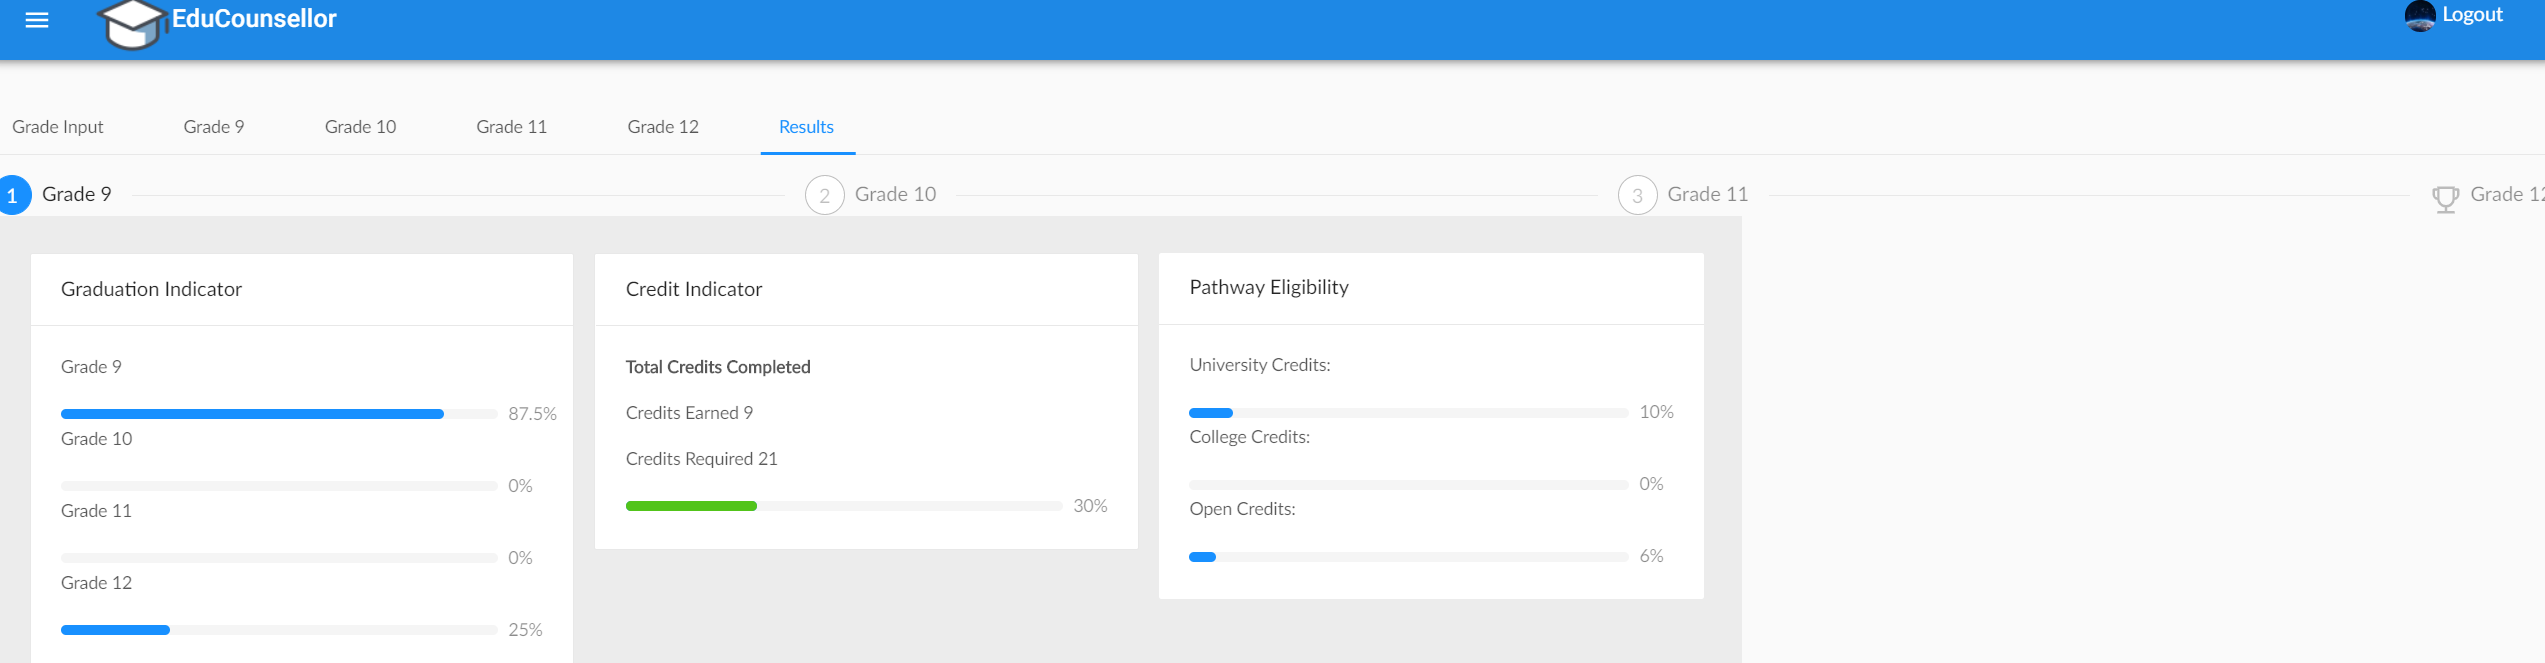 EduCounsellor
Logout
Grade Input Grade 9 Grade 10 Grade 11 Grade 12 Results
1 Grade 9 2 Grade 10 3 Grade 11 Grade 12
Graduation Indicator
Grade 9
87.5%
Grade 10
0%
Grade 11
0%
Grade 12
25%
Credit Indicator
Total Credits Completed
Credits Earned 9
Credits Required 21
30%
Pathway Eligibility
University Credits:
10%
College Credits:
0%
Open Credits:
6%